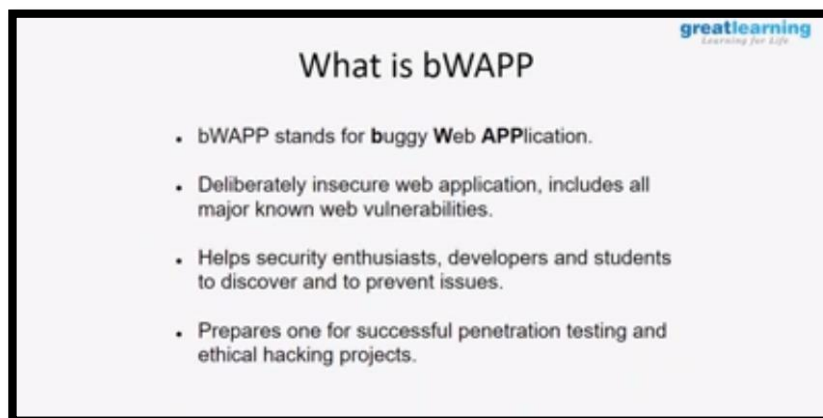 greatlearning
Learning for Life
What is bWAPP
• bWAPP stands for buggy Web APPlication.
• Deliberately insecure web application, includes all
major known web vulnerabilities.
• Helps security enthusiasts, developers and students
to discover and to prevent issues.
• Prepares one for successful penetration testing and
ethical hacking projects.